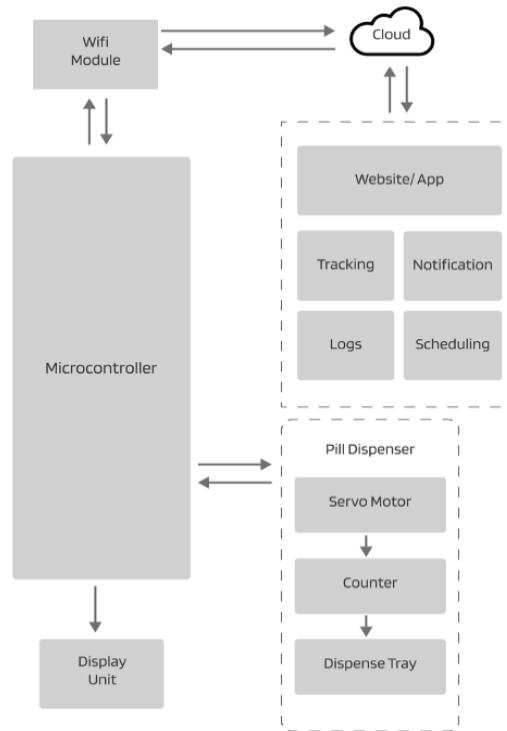 Wifi
Module
Cloud
Website/App
Tracking
Notification
Logs
Scheduling
Microcontroller
Pill Dispenser
Servo Motor
Counter
Dispense Tray
Display
Unit